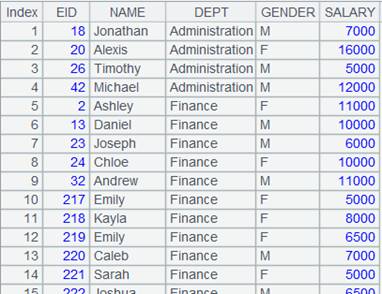 Index EID NAME DEPT GENDER SALARY
1 18 Jonathan Administration M 7000
2 20 Alexis Administration F 16000
3 26 Timothy Administration M 5000
4 42 Michael Administration M 12000
5 2 Ashley Finance F 11000
6 13 Daniel Finance M 10000
7 23 Joseph Finance M 6000
8 24 Chloe Finance F 10000
9 32 Andrew Finance M 11000
10 217 Emily Finance F 5000
11 218 Kayla Finance F 8000
12 219 Emily Finance F 6500
13 220 Caleb Finance M 7000
14 221 Sarah Finance F 5000
15 222 Joshua Finance M 6500